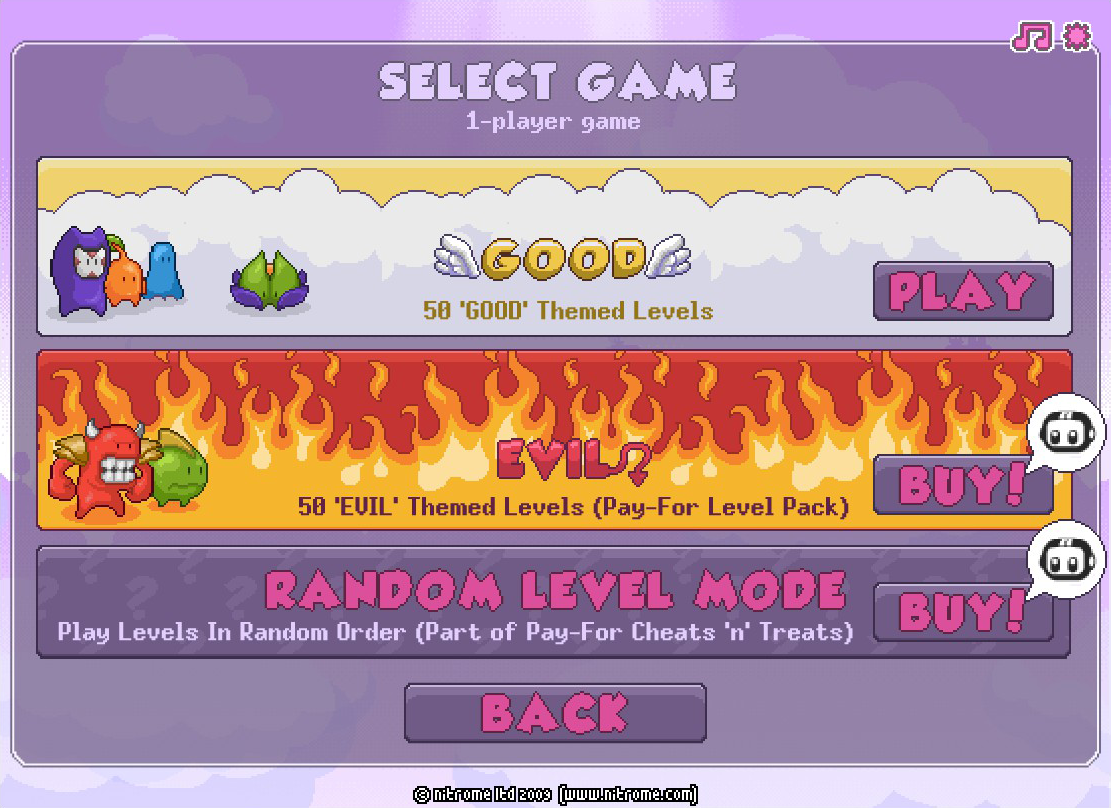 SELECT GAME
1-player game
GOOD
50 'GOOD' Themed Levels
PLAY
EVIL
50 'EVIL' Themed Levels (Pay-For Level Pack)
BUY!
RANDOM LEVEL MODE
Play Levels In Random Order (Part of Pay-For Cheats 'n' Treats)
BUY!
BACK
© nitrome ltd 2009 (www.nitrome.com)